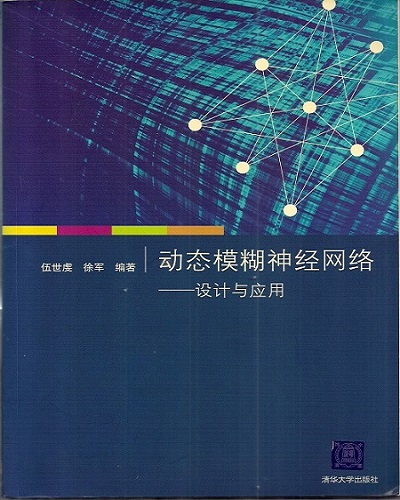 伍世虔 徐军 编著
动态模糊神经网络
——设计与应用
清华大学出版社